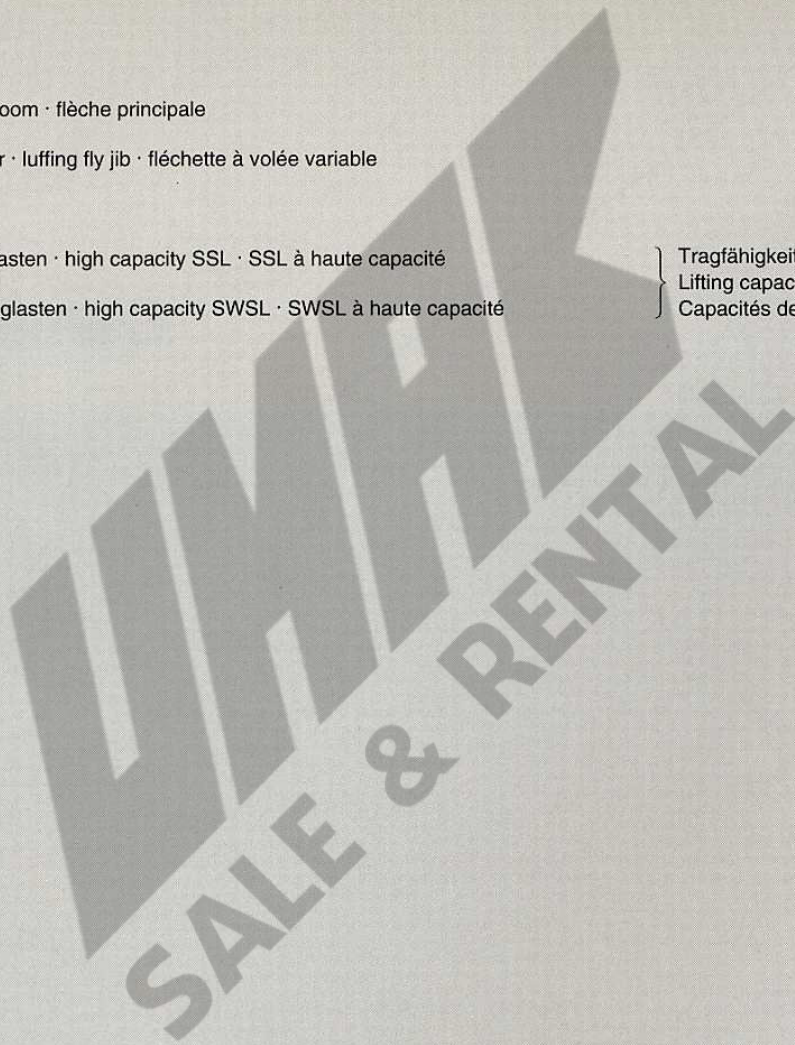 oom · flèche principale
r · luffing fly jib · fléchette à volée variable
asten · high capacity SSL · SSL à haute capacité
glasten · high capacity SWSL · SWSL à haute capacité
Tragfähigkeit
Lifting capac
Capacités de
UMAK
SALE & RENTAL